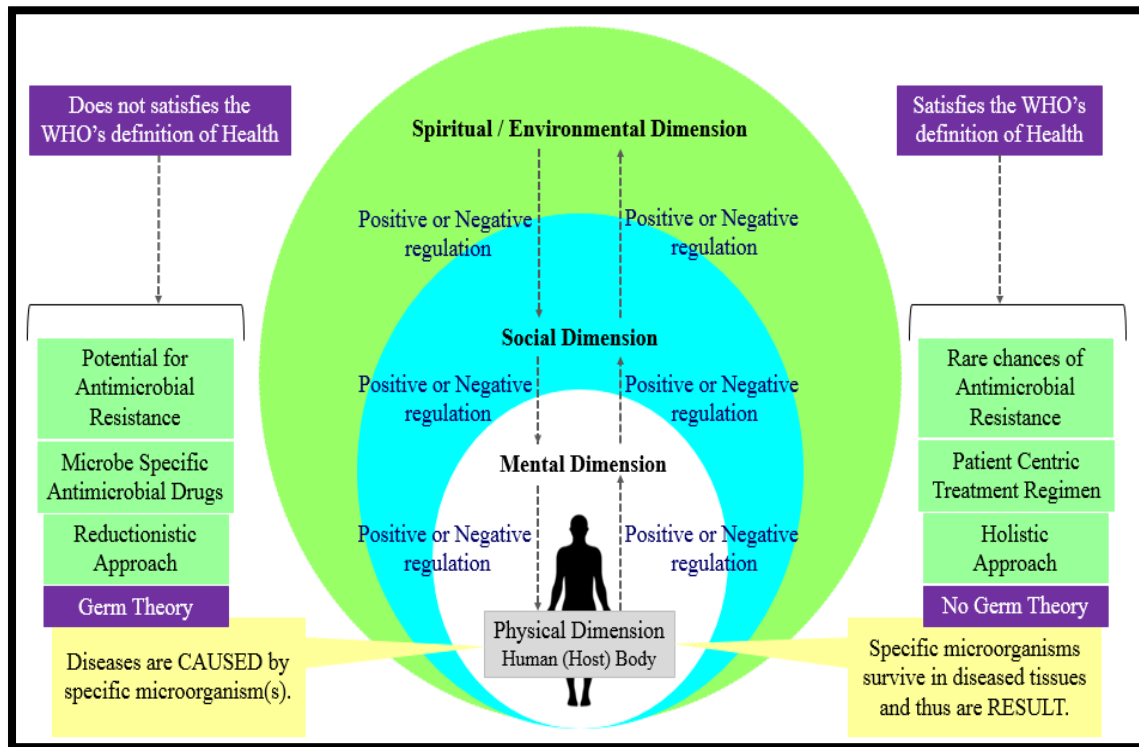 Does not satisfies the
WHO's definition of Health
Potential for
Antimicrobial
Resistance
Microbe Specific
Antimicrobial Drugs
Reductionistic
Approach
Germ Theory
Diseases are CAUSED by
specific microorganism(s).
Spiritual / Environmental Dimension
Positive or Negative
regulation
Positive or Negative
regulation
Social Dimension
Positive or Negative
regulation
Positive or Negative
regulation
Mental Dimension
Positive or Negative
regulation
Positive or Negative
regulation
Physical Dimension
Human (Host) Body
Satisfies the WHO's
definition of Health
Rare chances of
Antimicrobial
Resistance
Patient Centric
Treatment Regimen
Holistic
Approach
No Germ Theory
Specific microorganisms
survive in diseased tissues
and thus are RESULT.